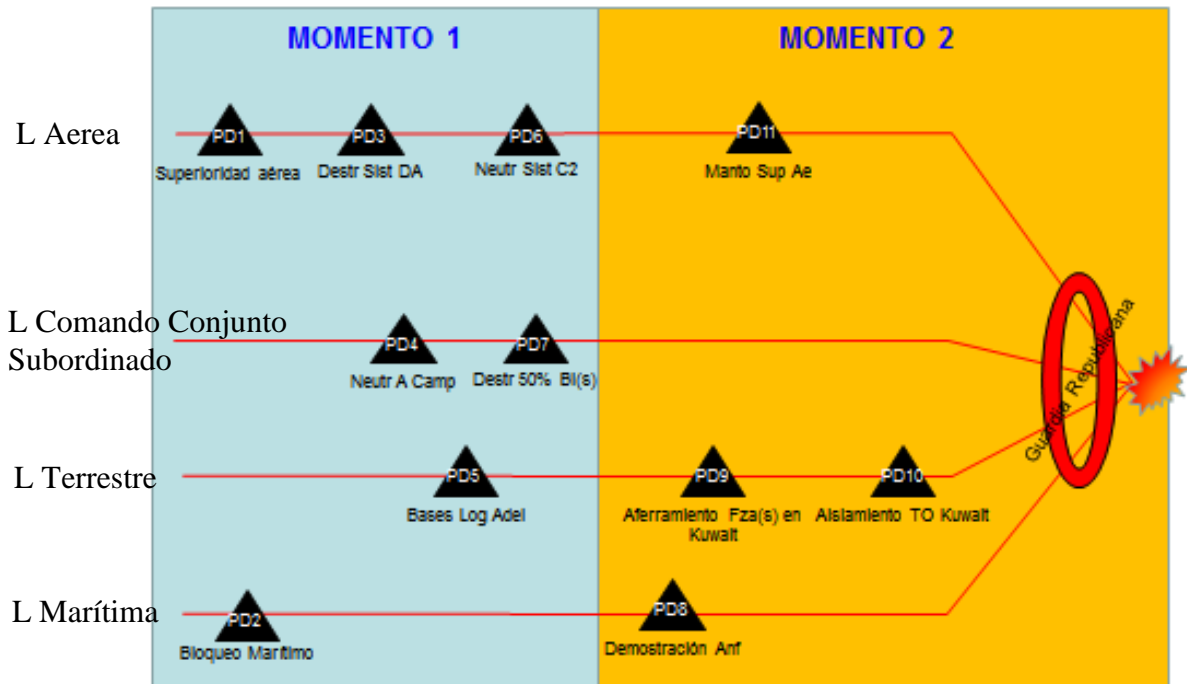 MOMENTO 1
MOMENTO 2
L Aerea
PD1
PD3
PD6
PD11
Superioridad aérea
Destr Sist DA
Neutr Sist C2
Manto Sup Ae
L Comando Conjunto
Subordinado
PD4
PD7
Neutr A Camp
Destr 50% Bl(s)
Guardia Republicana
L Terrestre
PD5
PD9
PD10
Bases Log Adel
Aferramiento Fza(s) en
Kuwait
Aislamiento TO Kuwait
L Marítima
PD2
PD8
Bloqueo Marítimo
Demostración Anf